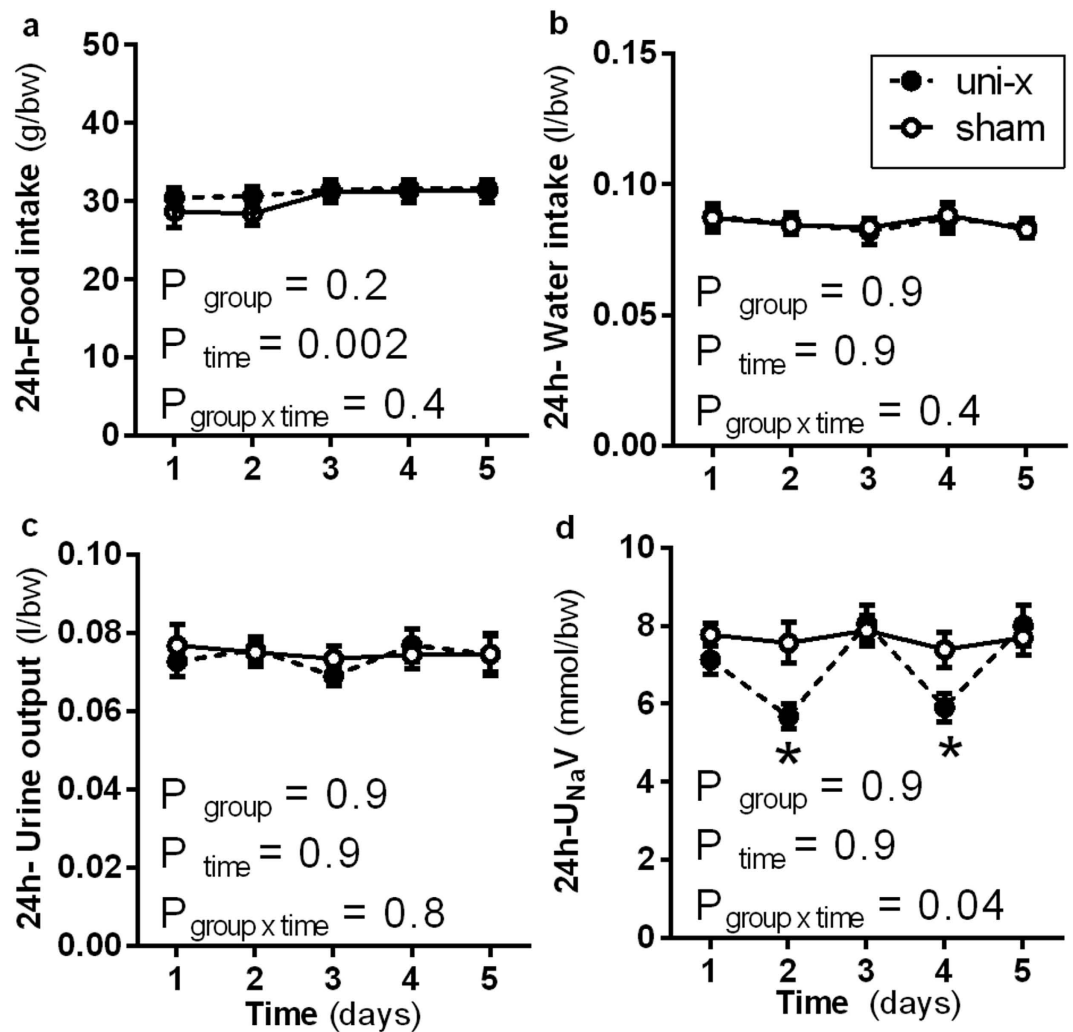 a
24h-Food intake (g/bw)
50
40
30
20
10
0
P group = 0.2
P time = 0.002
P group x time = 0.4
1 2 3 4 5
b
24h- Water intake (l/bw)
0.15
0.10
0.05
0.00
uni-x
sham
P group = 0.9
P time = 0.9
P group x time = 0.4
1 2 3 4 5
c
24h- Urine output (l/bw)
0.10
0.08
0.06
0.04
0.02
0.00
P group = 0.9
P time = 0.9
P group x time = 0.8
1 2 3 4 5
Time (days)
d
24h-UNaV (mmol/bw)
10
8
6
4
2
0
*
*
P group = 0.9
P time = 0.9
P group x time = 0.04
1 2 3 4 5
Time (days)